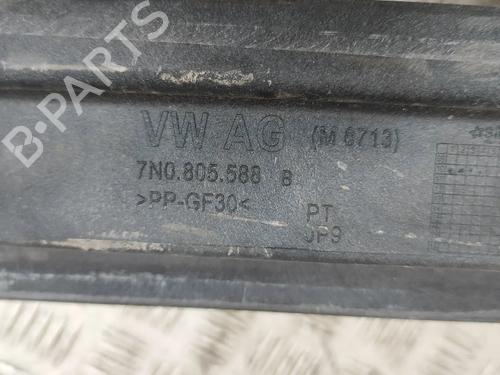 B-PARTS
VW AG (M 6713)
7N0.805.588 B
>PP-GF30<
PT
JP9